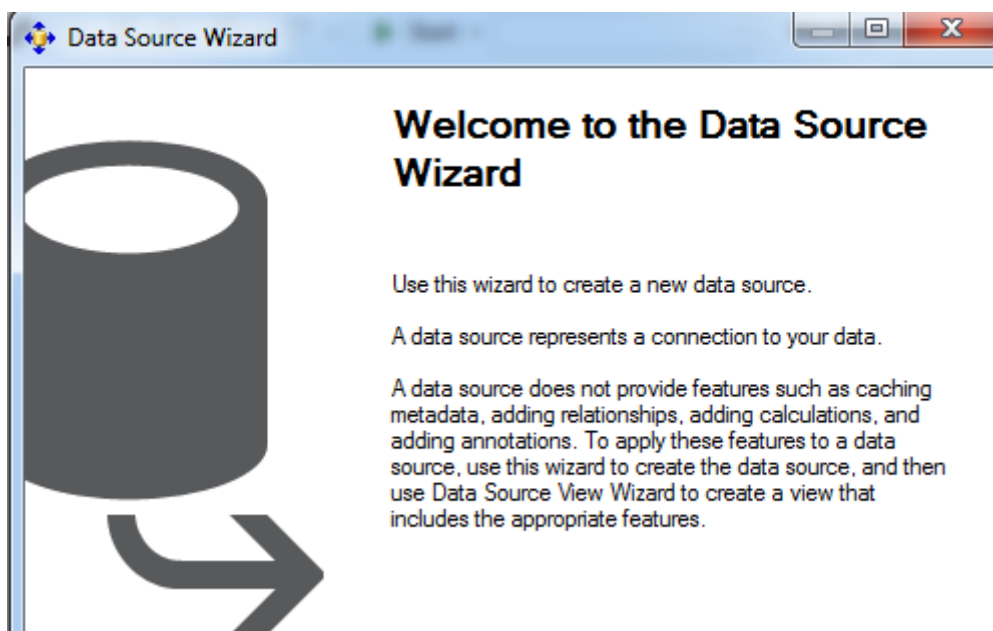 Data Source Wizard
Start
Welcome to the Data Source
Wizard
Use this wizard to create a new data source.
A data source represents a connection to your data.
A data source does not provide features such as caching
metadata, adding relationships, adding calculations, and
adding annotations. To apply these features to a data
source, use this wizard to create the data source, and then
use Data Source View Wizard to create a view that
includes the appropriate features.